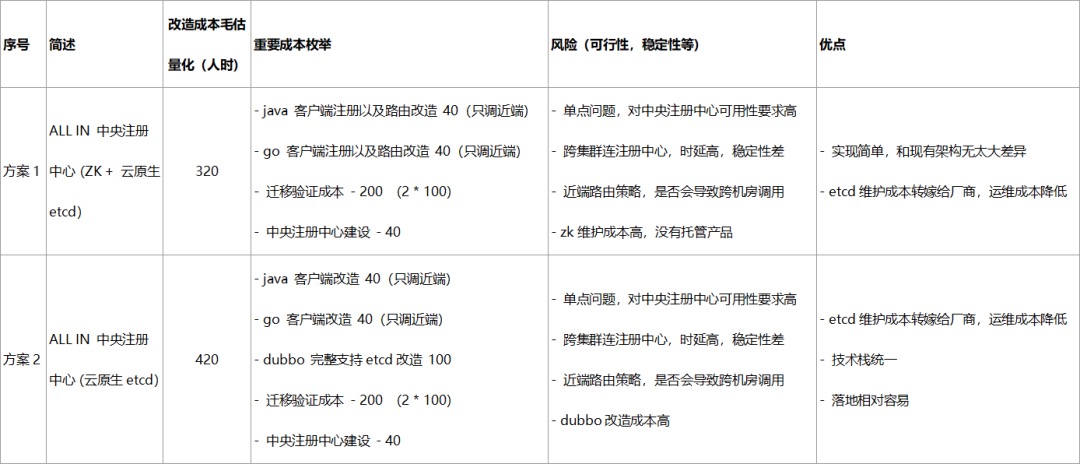 序号
简述
改造成本毛估
量化（人时）
重要成本枚举
风险（可行性，稳定性等）
优点
方案 1
ALL IN 中央注册
中心 (ZK + 云原生
etcd)
320
- java 客户端注册以及路由改造 40（只调近端）
- go 客户端注册以及路由改造 40（只调近端）
- 迁移验证成本 - 200 （2 * 100）
- 中央注册中心建设 - 40
- 单点问题，对中央注册中心可用性要求高
- 跨集群连注册中心，时延高，稳定性差
- 近端路由策略，是否会导致跨机房调用
- zk 维护成本高，没有托管产品
- 实现简单，和现有架构无太大差异
- etcd 维护成本转嫁给厂商，运维成本降低
方案 2
ALL IN 中央注册
中心 (云原生 etcd)
420
- java 客户端改造 40（只调近端）
- go 客户端改造 40（只调近端）
- dubbo 完整支持 etcd 改造 100
- 迁移验证成本 - 200 （2 * 100）
- 中央注册中心建设 - 40
- 单点问题，对中央注册中心可用性要求高
- 跨集群连注册中心，时延高，稳定性差
- 近端路由策略，是否会导致跨机房调用
- dubbo 改造成本高
- etcd 维护成本转嫁给厂商，运维成本降低
- 技术栈统一
- 落地相对容易